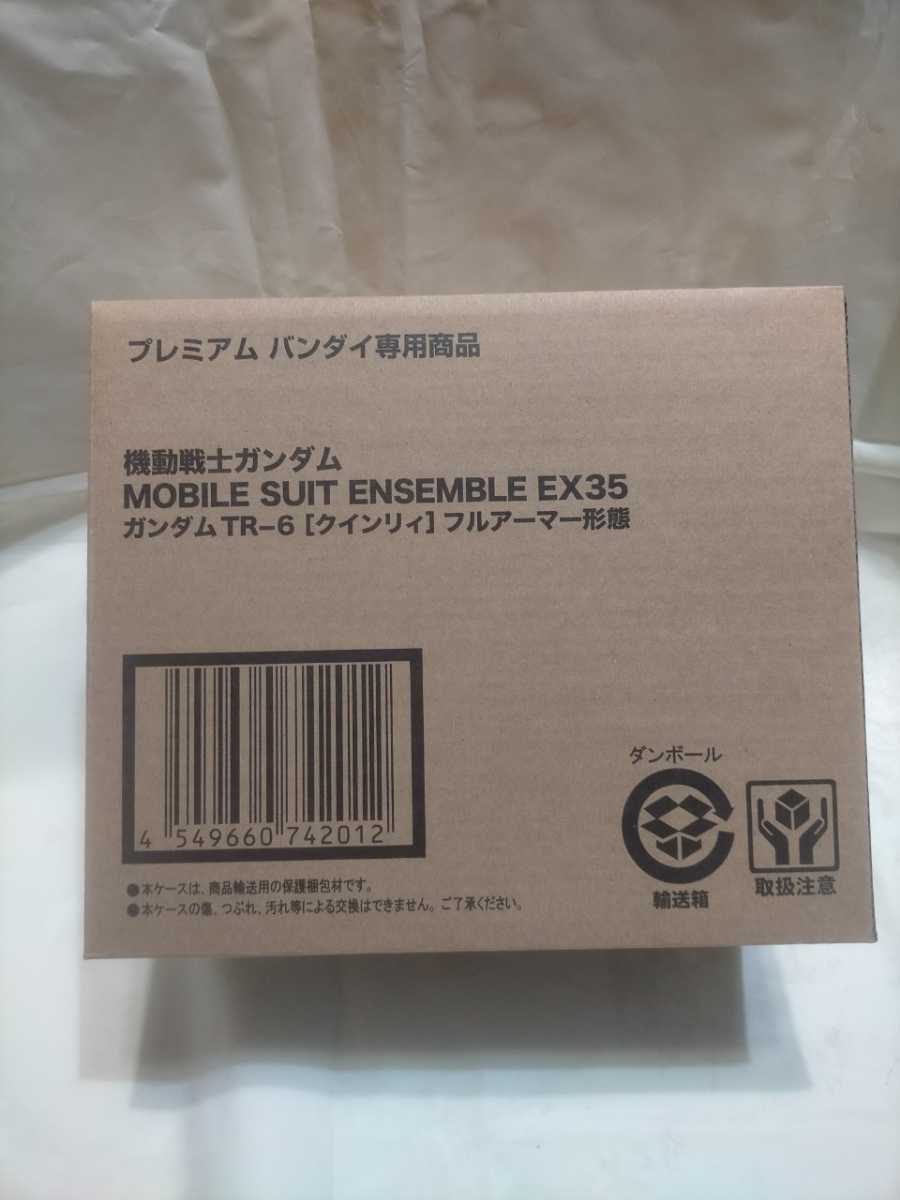 プレミアム バンダイ専用商品
機動戦士ガンダム
MOBILE SUIT ENSEMBLE EX35
ガンダムTR−6［クインリィ］フルアーマー形態
4 549660 742012
ダンボール
輸送箱
取扱注意
●本ケースは、商品輸送用の保護梱包材です。
●本ケースの傷、つぶれ、汚れ等による交換はできません。ご了承ください。